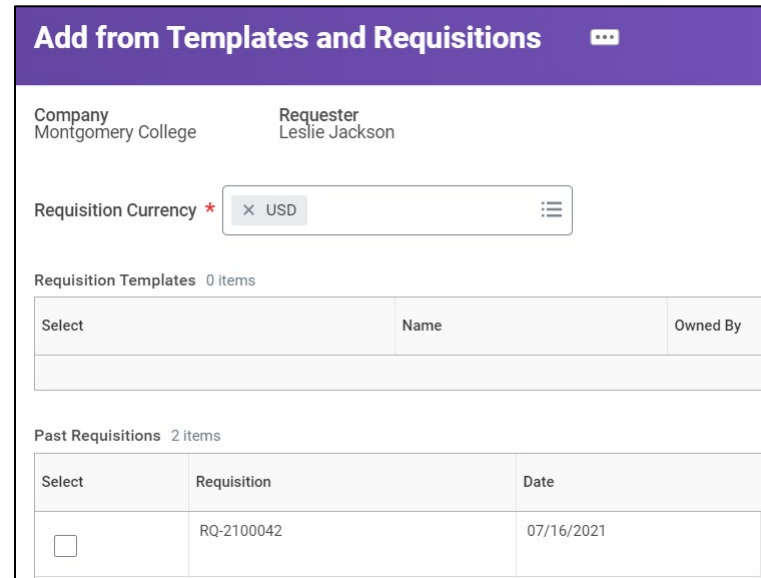 Add from Templates and Requisitions
Company Requester
Montgomery College Leslie Jackson
Requisition Currency * × USD
Requisition Templates 0 items
Select Name Owned By
Past Requisitions 2 items
Select Requisition Date
RQ-2100042 07/16/2021